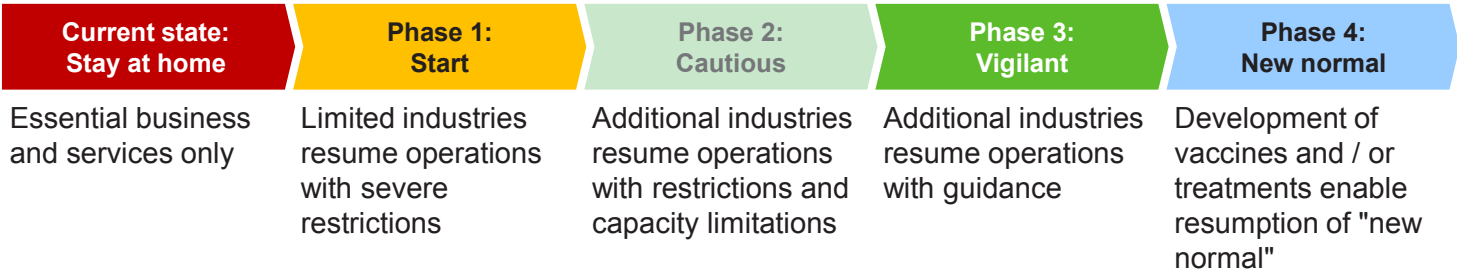 Current state:
Stay at home
Essential business
and services only
Phase 1:
Start
Limited industries
resume operations
with severe
restrictions
Phase 2:
Cautious
Additional industries
resume operations
with restrictions and
capacity limitations
Phase 3:
Vigilant
Additional industries
resume operations
with guidance
Phase 4:
New normal
Development of
vaccines and / or
treatments enable
resumption of "new
normal"